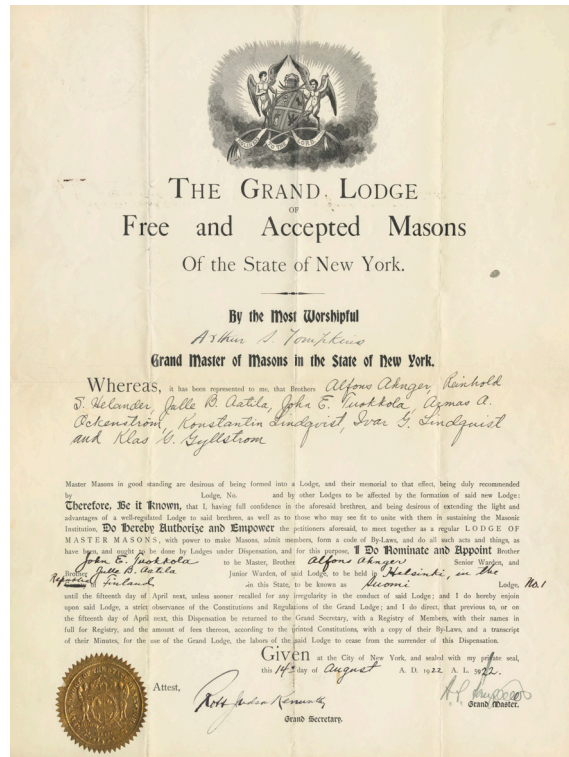 HOLINESS TO THE LORD
THE GRAND LODGE
OF
Free and Accepted Masons
Of the State of New York.
By the Most Worshipful
Arthur S. Tompkins
Grand Master of Masons in the State of New York.
Whereas, it has been represented to me, that Brothers Alfons Ahnger, Reinhold
S. Helander, Julle B. Astila, John E. Tuokkola, Armas A.
Ockenström, Konstantin Lindqvist, Ivar G. Lindquist
and Klas G. Gyllstrom
Master Masons in good standing are desirous of being formed into a Lodge, and their memorial to that effect, being duly recommended
by Lodge, No. and by other Lodges to be affected by the formation of said new Lodge;
Therefore, Be it Known, that I, having full confidence in the aforesaid brethren, and being desirous of extending the light and
advantages of a well-regulated Lodge to said brethren, as well as to those who may see fit to unite with them in sustaining the Masonic
Institution, Do Hereby Authorize and Empower the petitioners aforesaid, to meet together as a regular LODGE OF
MASTER MASONS, with power to make Masons, admit members, form a code of By-Laws, and do all such acts and things, as
have been, and ought to be done by Lodges under Dispensation, and for this purpose, I Do Nominate and Appoint Brother
John E. Tuokkola to be Master, Brother Alfons Ahnger Senior Warden, and
Brother Julle B. Astila Junior Warden, of said Lodge, to be held in Helsinki, in the
Republic of Finland in this State, to be known as Suomi Lodge, No. 1
until the fifteenth day of April next, unless sooner recalled for any irregularity in the conduct of said Lodge; and I do hereby enjoin
upon said Lodge, a strict observance of the Constitutions and Regulations of the Grand Lodge; and I do direct, that previous to, or on
the fifteenth day of April next, this Dispensation be returned to the Grand Secretary, with a Registry of Members, with their names in
full for Registry, and the amount of fees thereon, according to the printed Constitutions, with a copy of their By-Laws, and a transcript
of their Minutes, for the use of the Grand Lodge, the labors of the said Lodge to cease from the surrender of this Dispensation.
Given at the City of New York, and sealed with my private seal,
this 14th day of August A. D. 1922 A. L. 5922.
Attest,
Robt Judson Kenworthy
Grand Secretary.
Grand Master.